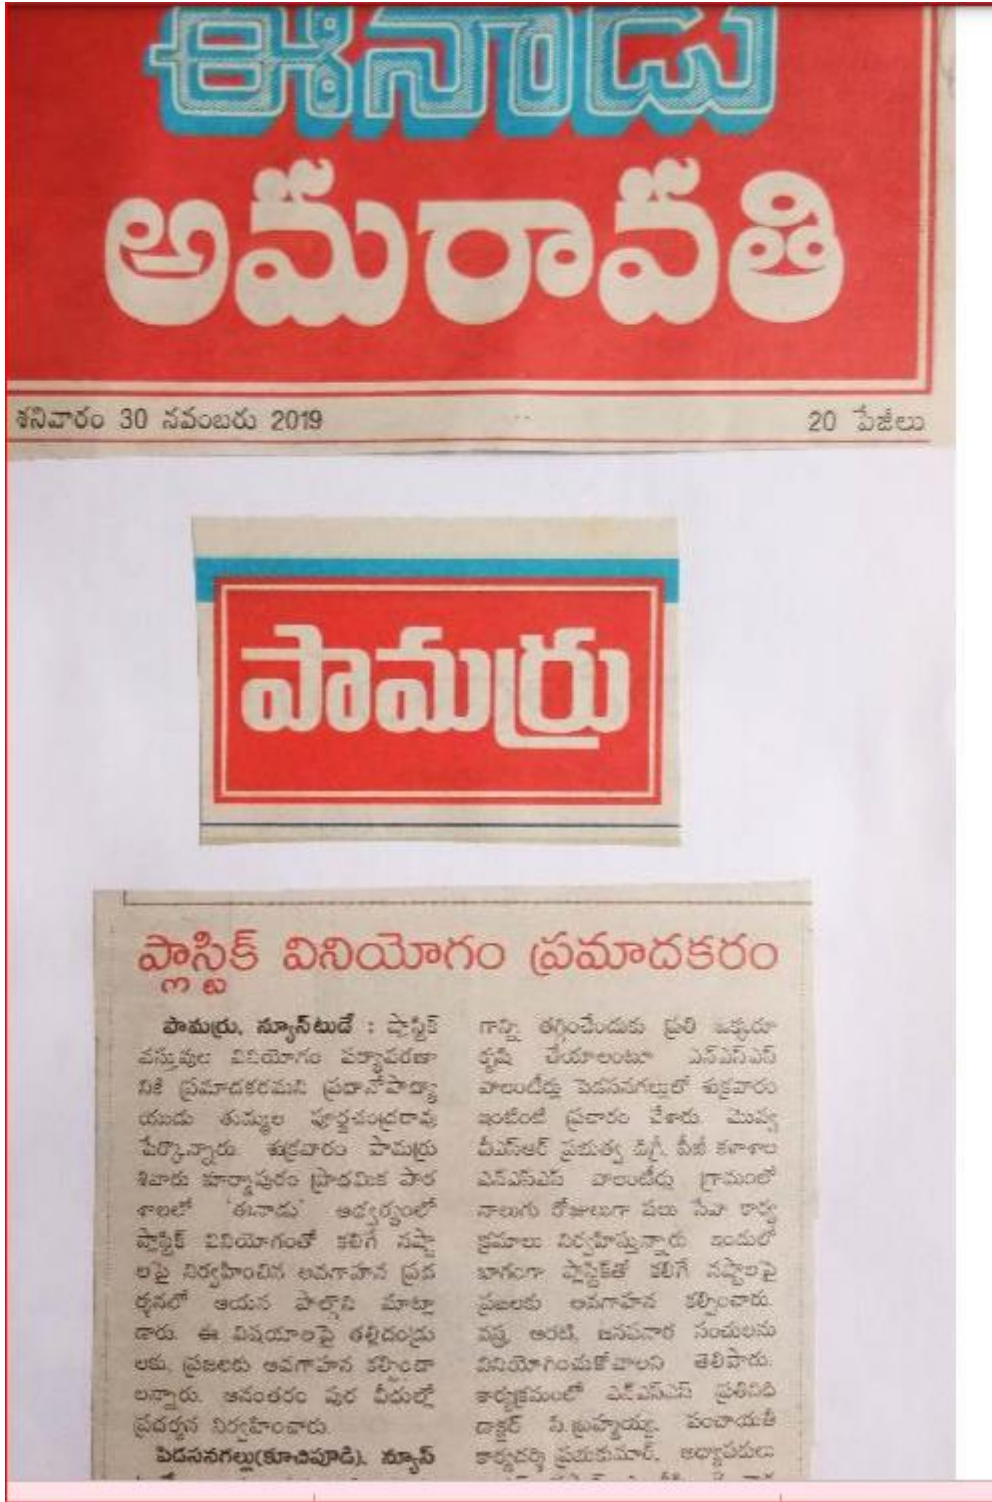 ఈనాడు
అమరావతి
శనివారం 30 నవంబరు 2019
20 పేజీలు
పామర్రు
ప్లాస్టిక్ వినియోగం ప్రమాదకరం
పామర్రు, న్యూస్‌టుడే : ప్లాస్టిక్
వస్తువుల వినియోగం పర్యావరణా
నికి ప్రమాదకరమని ప్రధానోపాధ్యా
యుడు తుమ్మల పూర్ణచంద్రరావు
పేర్కొన్నారు. శుక్రవారం పామర్రు
శివారు కూర్మాపురం ప్రాథమిక పాఠ
శాలలో 'ఈనాడు' ఆధ్వర్యంలో
ప్లాస్టిక్ వినియోగంతో కలిగే నష్టా
లపై నిర్వహించిన అవగాహన ప్రద
ర్శనలో ఆయన పాల్గొని మాట్లా
డారు. ఈ విషయాలపై తల్లిదండ్రు
లకు, ప్రజలకు అవగాహన కల్పించా
లన్నారు. అనంతరం పుర వీధుల్లో
ప్రదర్శన నిర్వహించారు.
పెదసనగల్లు(కూచిపూడి), న్యూస్
గాన్ని తగ్గించేందుకు ప్రతి ఒక్కరూ
కృషి చేయాలంటూ ఎన్ఎస్ఎస్
వాలంటీర్లు పెదసనగల్లులో శుక్రవారం
ఇంటింటి ప్రచారం చేశారు. మొవ్వ
వీఎస్ఆర్ ప్రభుత్వ డిగ్రీ, పీజీ కళాశాల
ఎన్ఎస్ఎస్ వాలంటీర్లు గ్రామంలో
నాలుగు రోజులుగా పలు సేవా కార్య
క్రమాలు నిర్వహిస్తున్నారు. ఇందులో
భాగంగా ప్లాస్టిక్‌తో కలిగే నష్టాలపై
ప్రజలకు అవగాహన కల్పించారు.
వస్త్ర, అరటి, జనపనార సంచులను
వినియోగించుకోవాలని తెలిపారు.
కార్యక్రమంలో ఎన్ఎస్ఎస్ ప్రతినిధి
డాక్టర్ పి.బ్రహ్మయ్య, పంచాయతీ
కార్యదర్శి ప్రభుకుమార్, అధ్యాపకులు